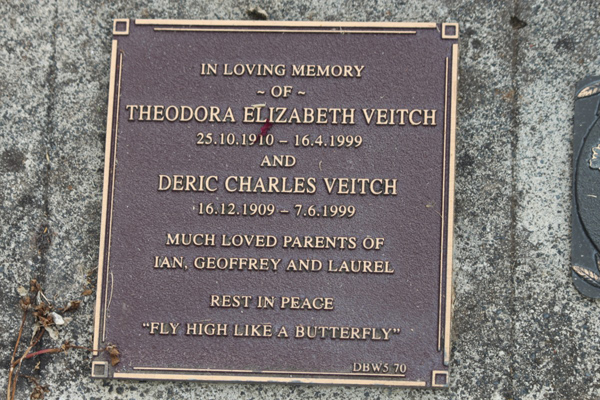 IN LOVING MEMORY
~ OF ~
THEODORA ELIZABETH VEITCH
25.10.1910 – 16.4.1999
AND
DERIC CHARLES VEITCH
16.12.1909 – 7.6.1999
MUCH LOVED PARENTS OF
IAN, GEOFFREY AND LAUREL
REST IN PEACE
“FLY HIGH LIKE A BUTTERFLY”
DBW5 70